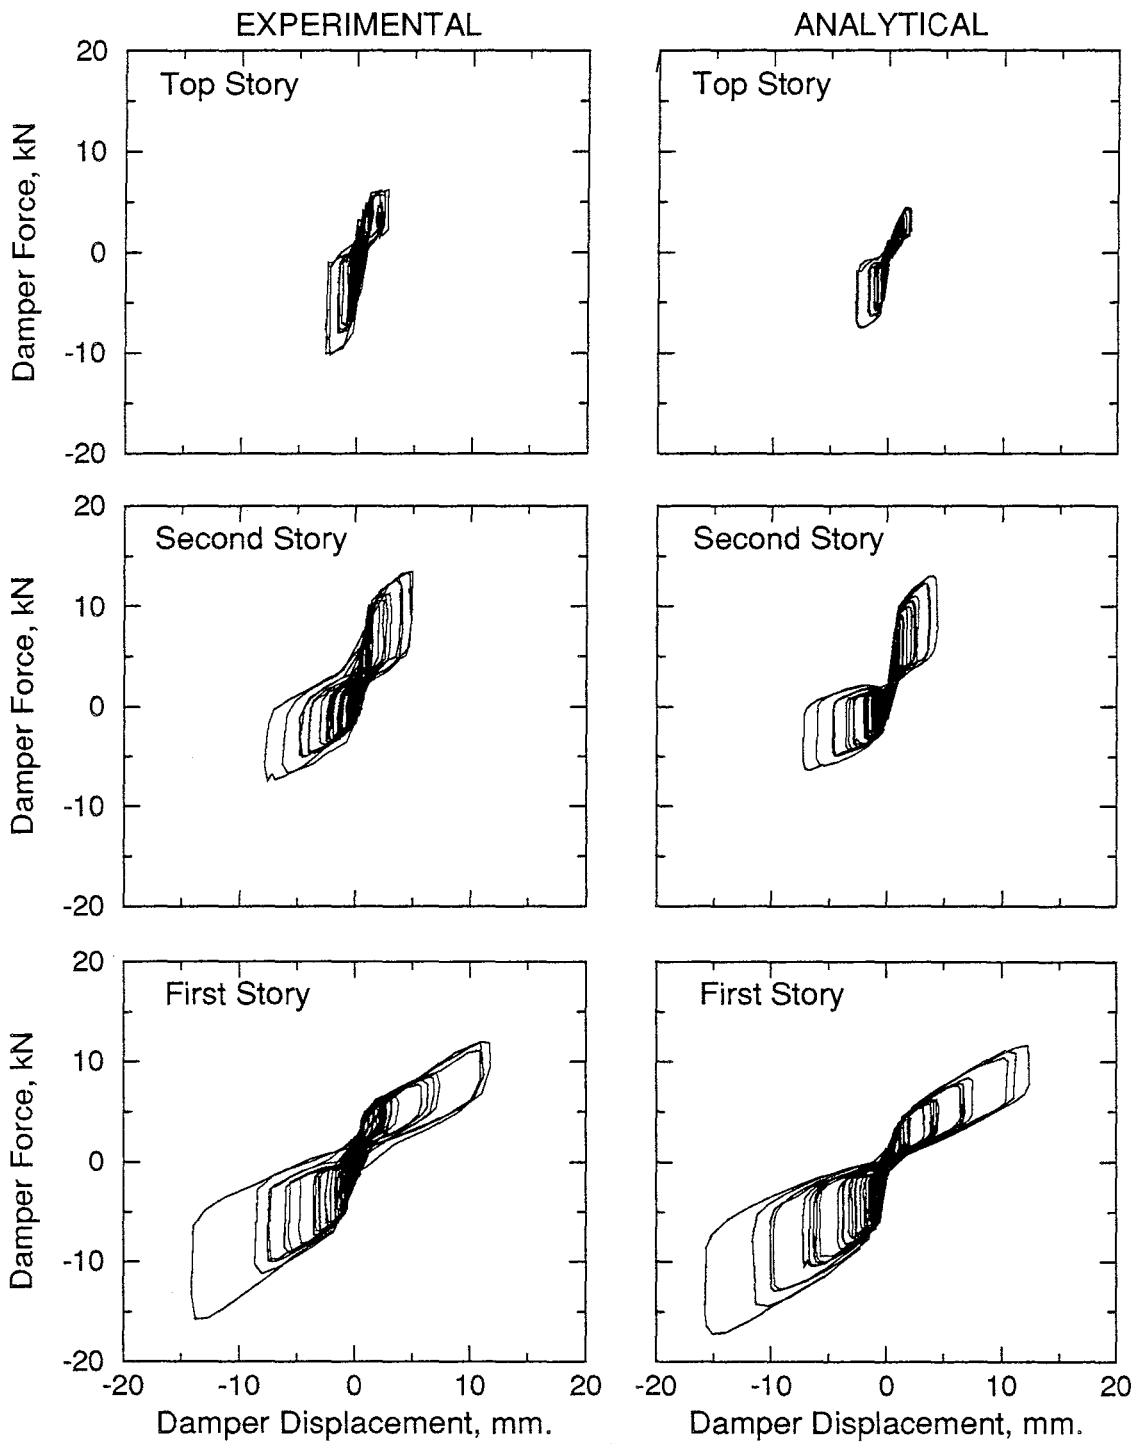 EXPERIMENTAL ANALYTICAL
20
Top Story Top Story
10
Damper Force, kN
0
-10
-20
20
Second Story Second Story
10
Damper Force, kN
0
-10
-20
20
First Story First Story
10
Damper Force, kN
0
-10
-20
-20 -10 0 10 20 -20 -10 0 10 20
Damper Displacement, mm. Damper Displacement, mm.